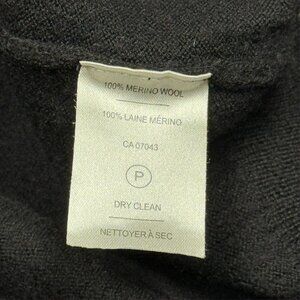 100% MERINO WOOL
100% LAINE MÉRINO
CA 07043
P
DRY CLEAN
NETTOYER À SEC